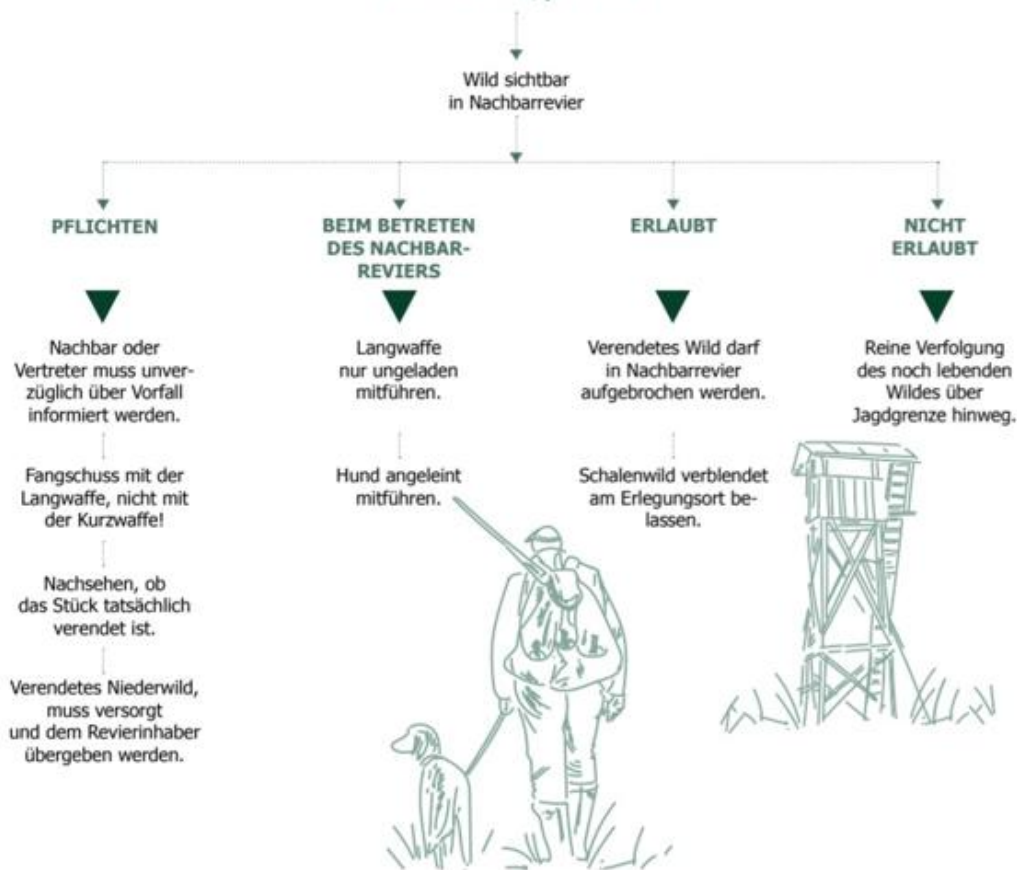 Wild sichtbar
in Nachbarrevier
PFLICHTEN
Nachbar oder
Vertreter muss unver-
züglich über Vorfall
informiert werden.
Fangschuss mit der
Langwaffe, nicht mit
der Kurzwaffe!
Nachsehen, ob
das Stück tatsächlich
verendet ist.
Verendetes Niederwild,
muss versorgt
und dem Revierinhaber
übergeben werden.
BEIM BETRETEN
DES NACHBAR-
REVIERS
Langwaffe
nur ungeladen
mitführen.
Hund angeleint
mitführen.
ERLAUBT
Verendetes Wild darf
in Nachbarrevier
aufgebrochen werden.
Schalenwild verblendet
am Erlegungsort be-
lassen.
NICHT
ERLAUBT
Reine Verfolgung
des noch lebenden
Wildes über
Jagdgrenze hinweg.